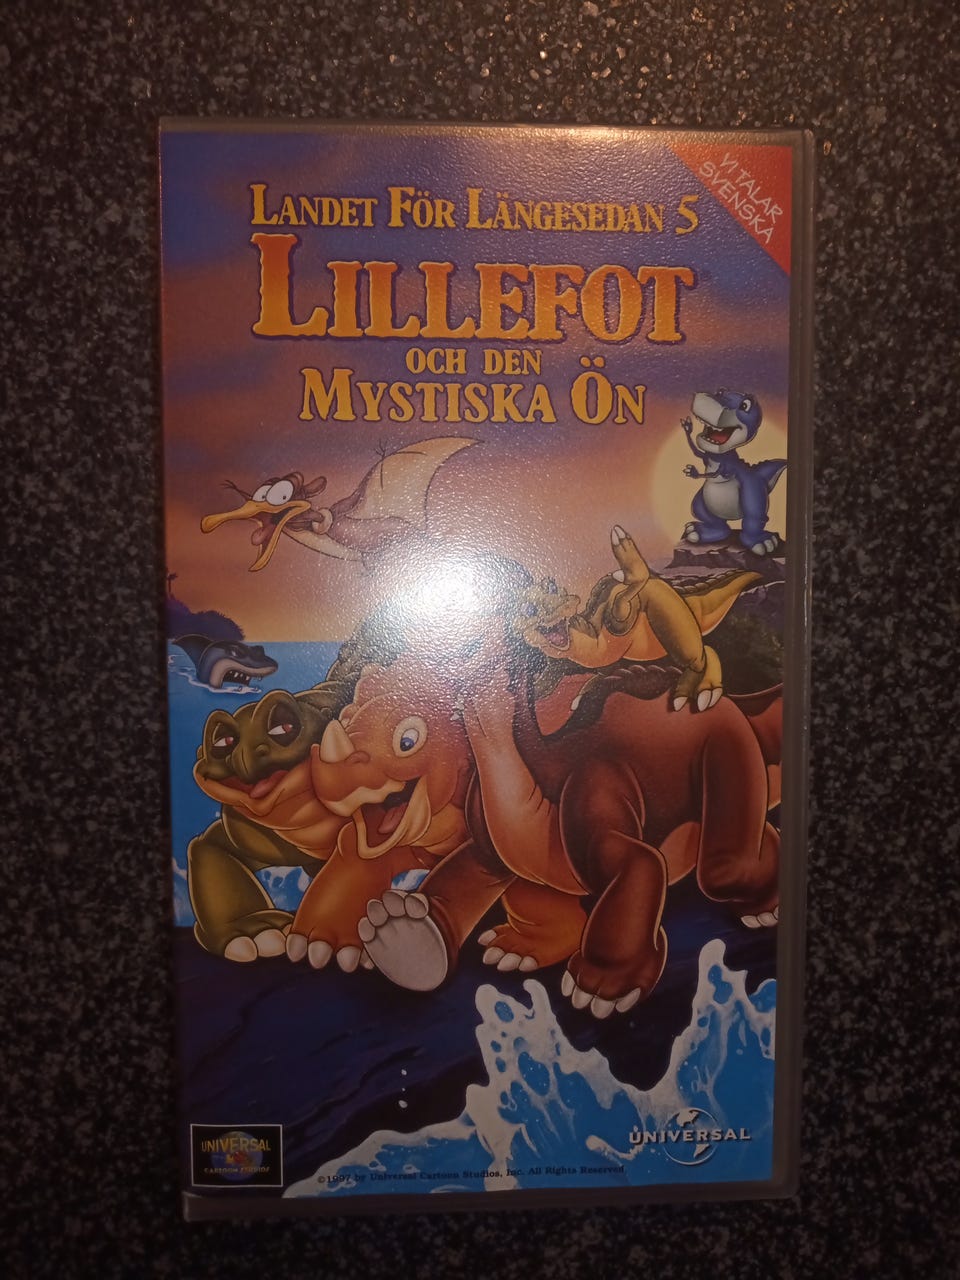 VI TALAR
SVENSKA
LANDET FÖR LÄNGESEDAN 5
LILLEFOT
OCH DEN
MYSTISKA ÖN
UNIVERSAL
CARTOON STUDIOS
UNIVERSAL
©1997 by Universal Cartoon Studios, Inc. All Rights Reserved.